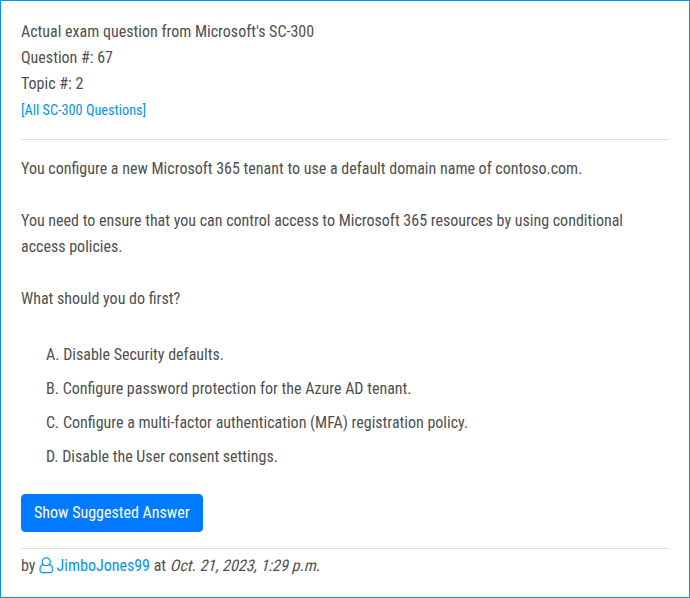 Actual exam question from Microsoft's SC-300
Question #: 67
Topic #: 2
[All SC-300 Questions]
You configure a new Microsoft 365 tenant to use a default domain name of contoso.com.
You need to ensure that you can control access to Microsoft 365 resources by using conditional
access policies.
What should you do first?
A. Disable Security defaults.
B. Configure password protection for the Azure AD tenant.
C. Configure a multi-factor authentication (MFA) registration policy.
D. Disable the User consent settings.
Show Suggested Answer
by JimboJones99 at Oct. 21, 2023, 1:29 p.m.